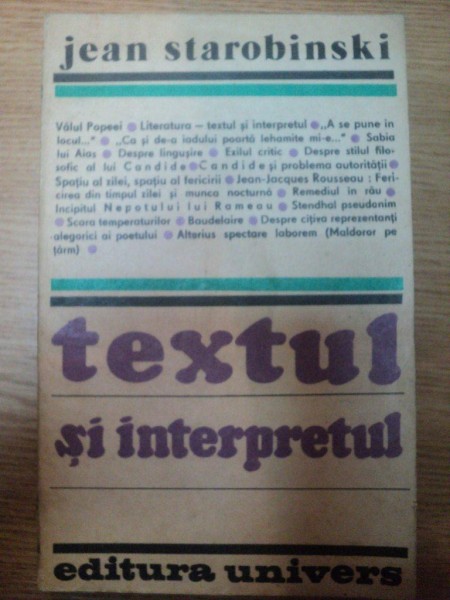 jean starobinski
Vălul Popeei ● Literatura – textul și interpretul ● „A se pune în
locul...” ● „Ca și de-a iadului poartă lehamite mi-e...” ● Sabia
lui Aias ● Despre lingușire ● Exilul critic ● Despre stilul filo-
sofic al lui Candide ● Candide și problema autorității ●
Spațiu al zilei, spațiu al fericirii ● Jean-Jacques Rousseau : Feri-
cirea din timpul zilei și munca nocturnă ● Remediul în rău ●
Incipitul Nepotului lui Rameau ● Stendhal pseudonim
● Scara temperaturilor ● Baudelaire ● Despre cîțiva reprezentanți
alegorici ai poetului ● Alterius spectare laborem (Maldoror pe
țărm) ●
textul
și interpretul
editura univers